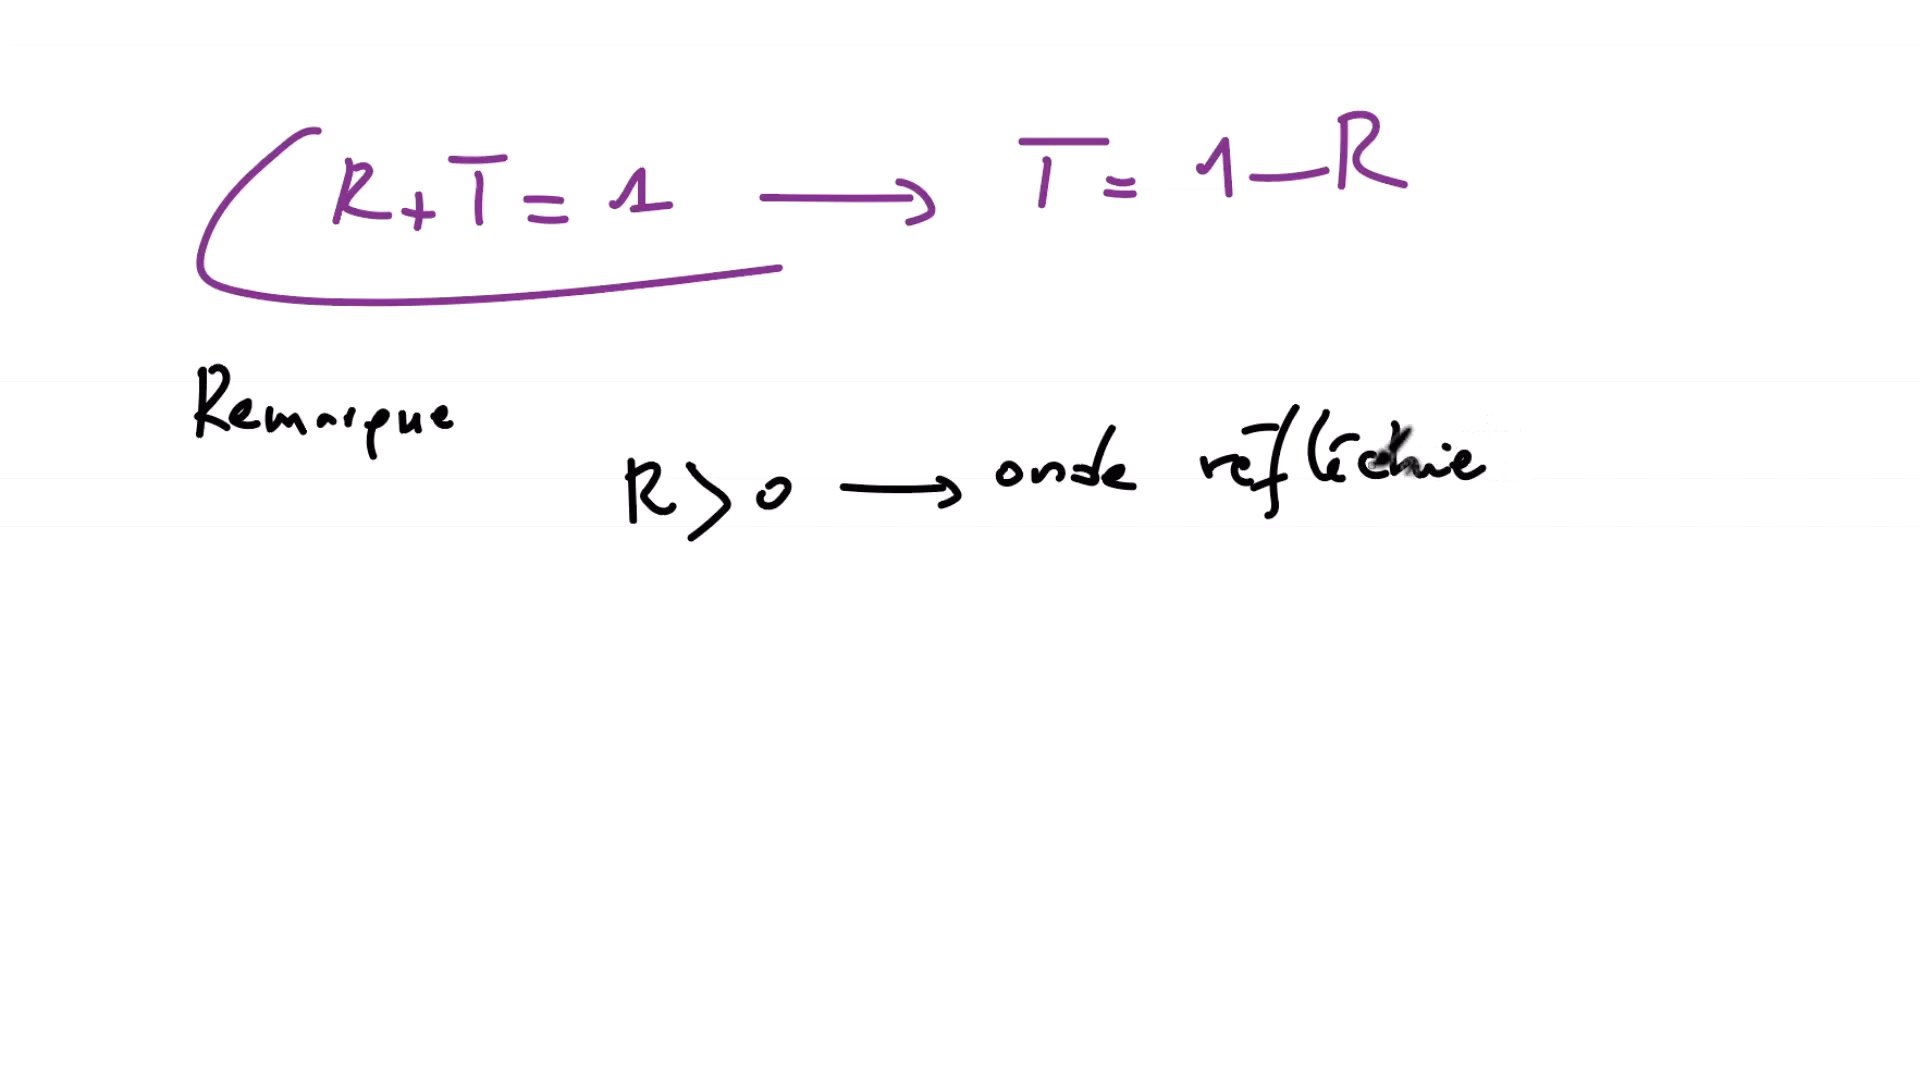 R + T = 1 ⟶ T = 1 — R
Remarque
R > 0 ⟶ onde réfléchie